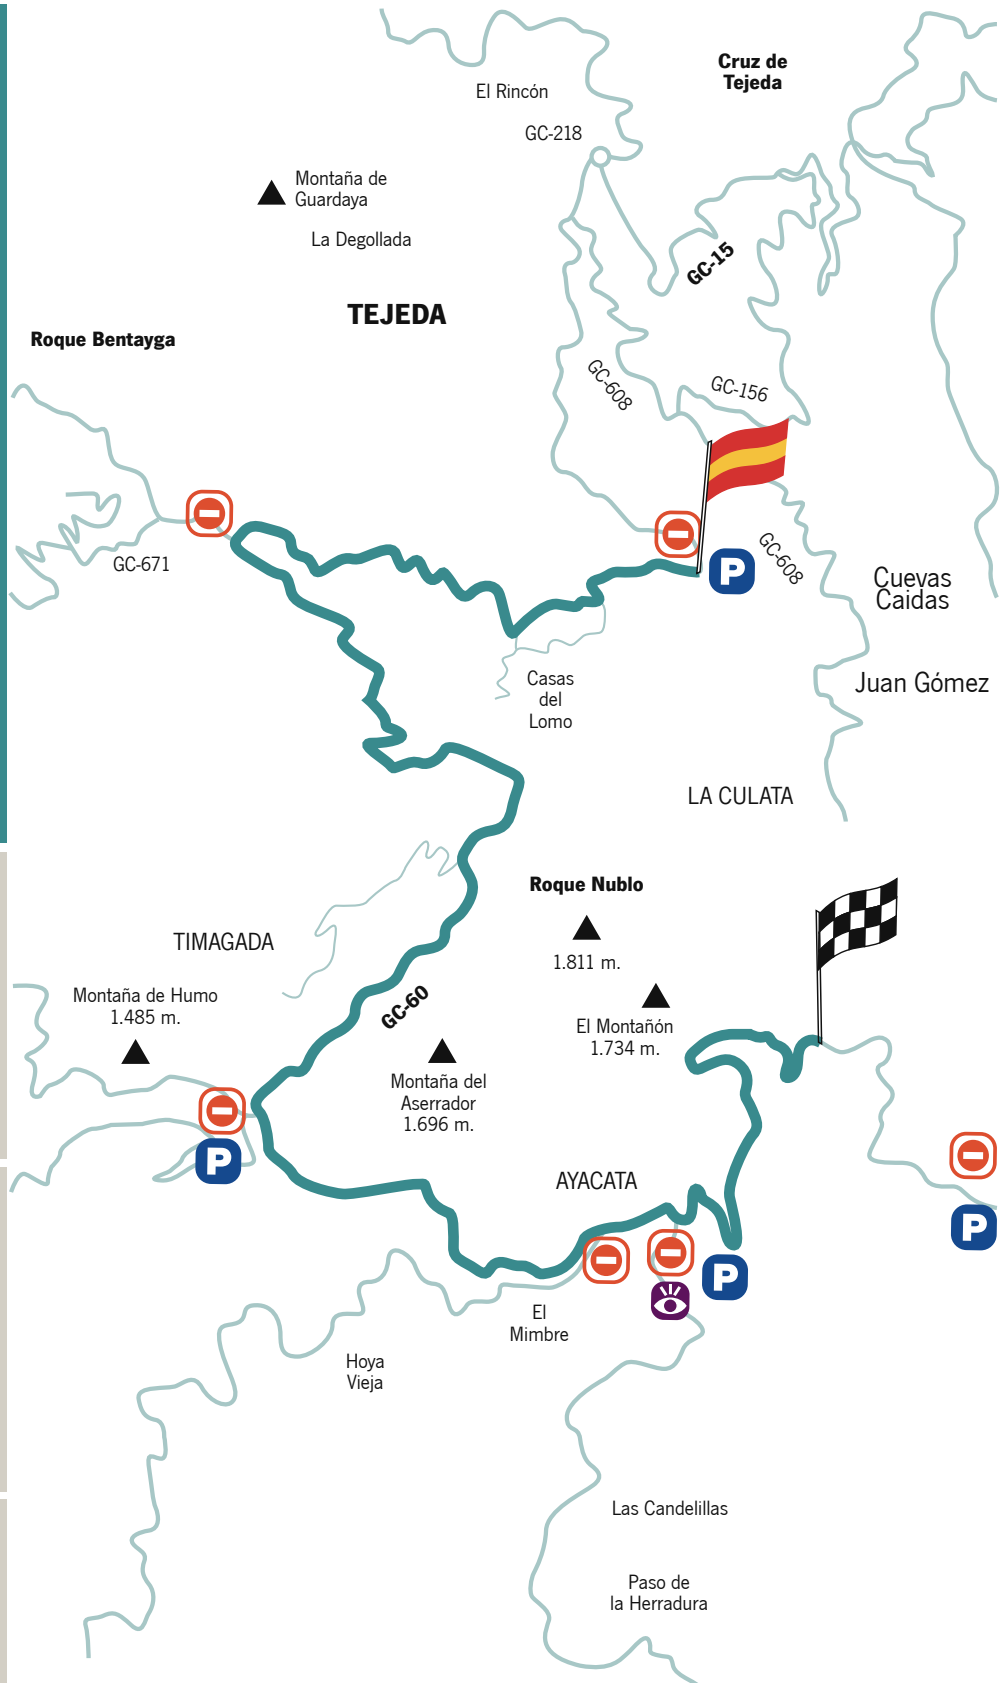 Cruz de
Tejeda
El Rincón
GC-218
Montaña de
Guardaya
La Degollada
GC-15
TEJEDA
Roque Bentayga
GC-608
GC-156
GC-671
GC-608
P
Cuevas
Caidas
Casas
del
Lomo
Juan Gómez
LA CULATA
Roque Nublo
1.811 m.
TIMAGADA
Montaña de Humo
1.485 m.
GC-60
El Montañón
1.734 m.
Montaña del
Aserrador
1.696 m.
P
AYACATA
P
P
El
Mimbre
Hoya
Vieja
Las Candelillas
Paso de
la Herradura